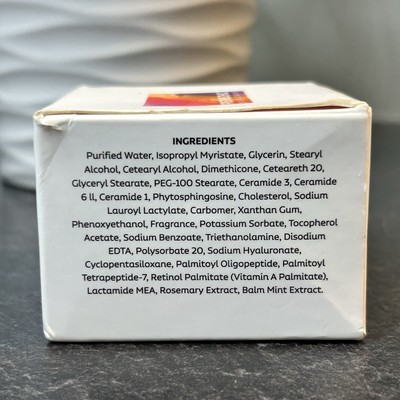 INGREDIENTS
Purified Water, Isopropyl Myristate, Glycerin, Stearyl
Alcohol, Cetearyl Alcohol, Dimethicone, Ceteareth 20,
Glyceryl Stearate, PEG-100 Stearate, Ceramide 3, Ceramide
6 ll, Ceramide 1, Phytosphingosine, Cholesterol, Sodium
Lauroyl Lactylate, Carbomer, Xanthan Gum,
Phenoxyethanol, Fragrance, Potassium Sorbate, Tocopherol
Acetate, Sodium Benzoate, Triethanolamine, Disodium
EDTA, Polysorbate 20, Sodium Hyaluronate,
Cyclopentasiloxane, Palmitoyl Oligopeptide, Palmitoyl
Tetrapeptide-7, Retinol Palmitate (Vitamin A Palmitate),
Lactamide MEA, Rosemary Extract, Balm Mint Extract.